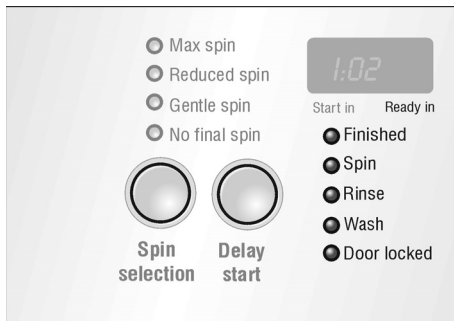 Max spin
Reduced spin
Gentle spin
No final spin
Spin
selection
Delay
start
1:02
Start in Ready in
Finished
Spin
Rinse
Wash
Door locked